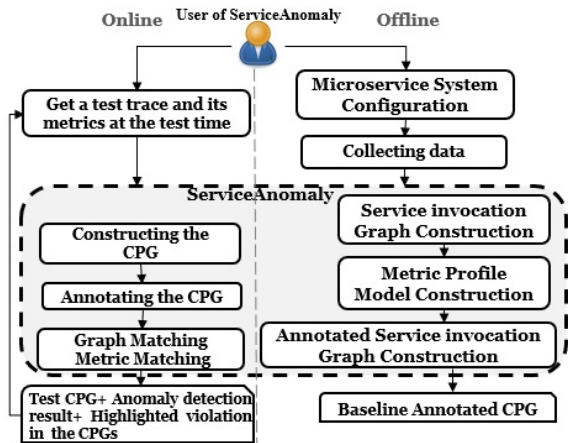 User of ServiceAnomaly
Online
Offline
Get a test trace and its
metrics at the test time
Microservice System
Configuration
Collecting data
ServiceAnomaly
Constructing the
CPG
Annotating the CPG
Graph Matching
Metric Matching
Service invocation
Graph Construction
Metric Profile
Model Construction
Annotated Service invocation
Graph Construction
Test CPG+ Anomaly detection
result+ Highlighted violation
in the CPGs
Baseline Annotated CPG